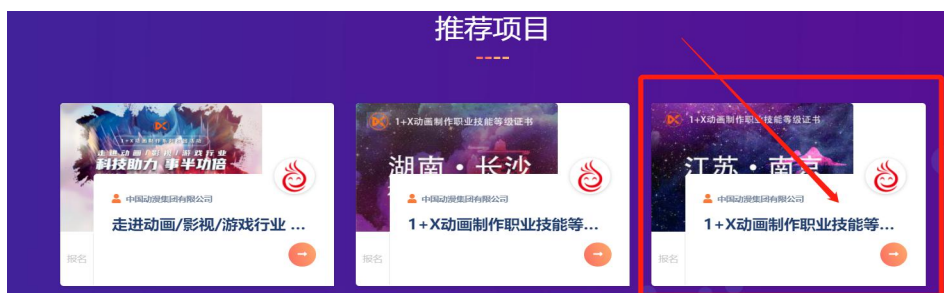 推荐项目
1+X动画制作职业技能活动
走进动画/影视/游戏行业
科技助力 事半功倍
中国动漫集团有限公司
走进动画/影视/游戏行业 ...
报名
1+X动画制作职业技能等级证书
湖南·长沙
中国动漫集团有限公司
1+X动画制作职业技能等...
报名
1+X动画制作职业技能等级证书
江苏·南京
中国动漫集团有限公司
1+X动画制作职业技能等...
报名